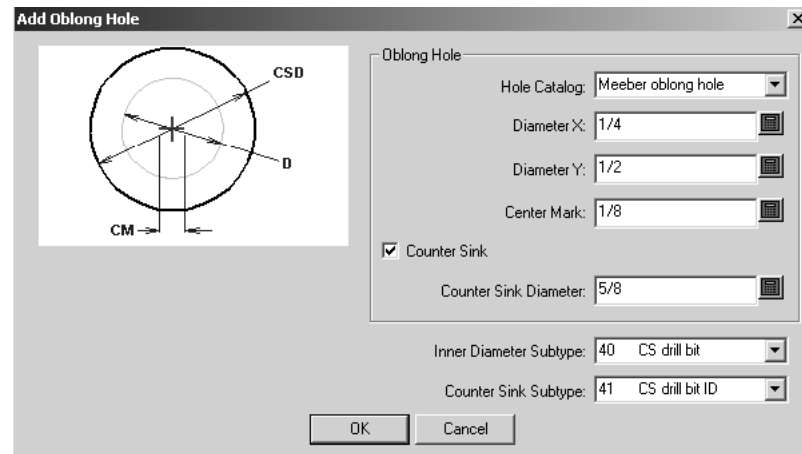 Add Oblong Hole
CSD
D
CM
Oblong Hole
Hole Catalog: Meeber oblong hole
Diameter X: 1/4
Diameter Y: 1/2
Center Mark: 1/8
Counter Sink
Counter Sink Diameter: 5/8
Inner Diameter Subtype: 40 CS drill bit
Counter Sink Subtype: 41 CS drill bit ID
OK Cancel